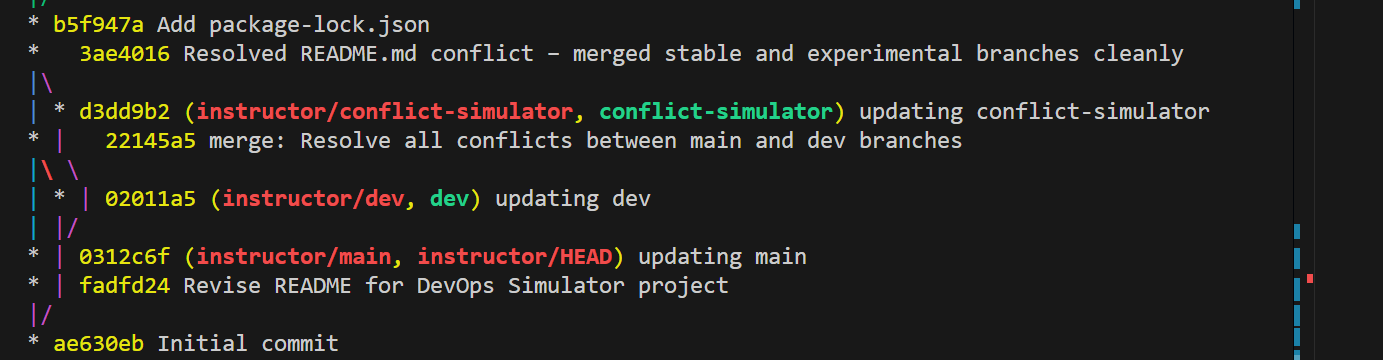 |/
* b5f947a Add package-lock.json
*   3ae4016 Resolved README.md conflict – merged stable and experimental branches cleanly
|\
| * d3dd9b2 (instructor/conflict-simulator, conflict-simulator) updating conflict-simulator
* |   22145a5 merge: Resolve all conflicts between main and dev branches
|\ \
| * | 02011a5 (instructor/dev, dev) updating dev
| |/
* | 0312c6f (instructor/main, instructor/HEAD) updating main
* | fadfd24 Revise README for DevOps Simulator project
|/
* ae630eb Initial commit